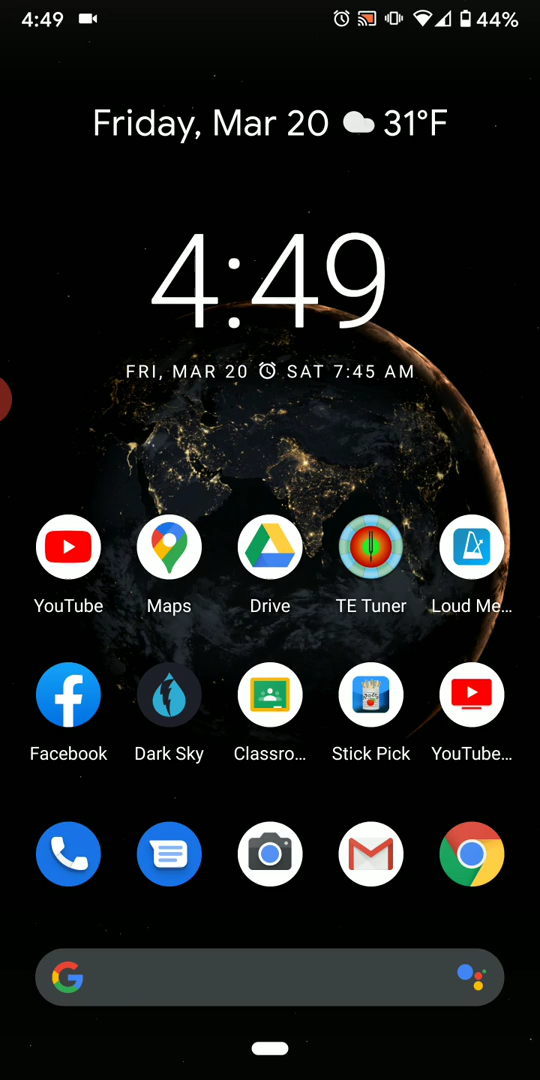 4:49 44%
Friday, Mar 20 31°F
4:49
FRI, MAR 20 SAT 7:45 AM
YouTube Maps Drive TE Tuner Loud Me...
Facebook Dark Sky Classro... Stick Pick YouTube...